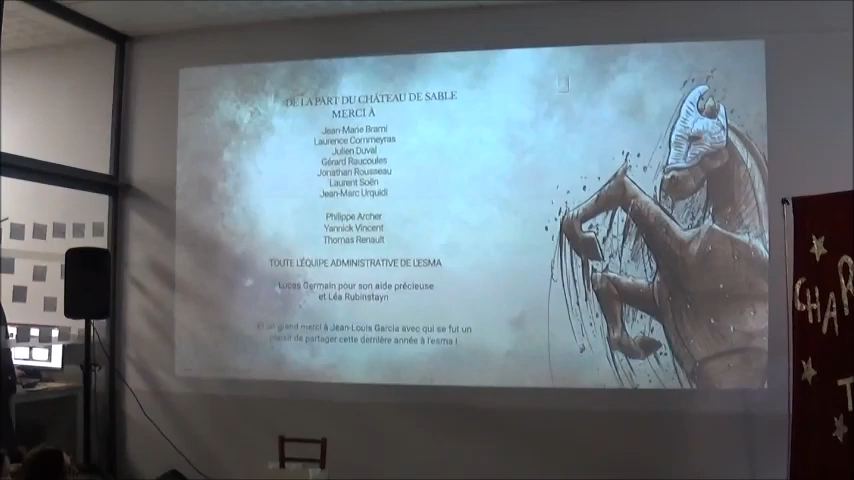 DE LA PART DU CHÂTEAU DE SABLE
MERCI À
Jean-Marie Brami
Laurence Commeyras
Julien Duval
Gérard Raucoules
Jonathan Rousseau
Laurent Soën
Jean-Marc Urquidi
Philippe Archer
Yannick Vincent
Thomas Renault
TOUTE L'ÉQUIPE ADMINISTRATIVE DE L'ESMA
Lucas Germain pour son aide précieuse
et Léa Rubinstayn
Et un grand merci à Jean-Louis Garcia avec qui se fut un
plaisir de partager cette dernière année à l'esma !
CHAR
T